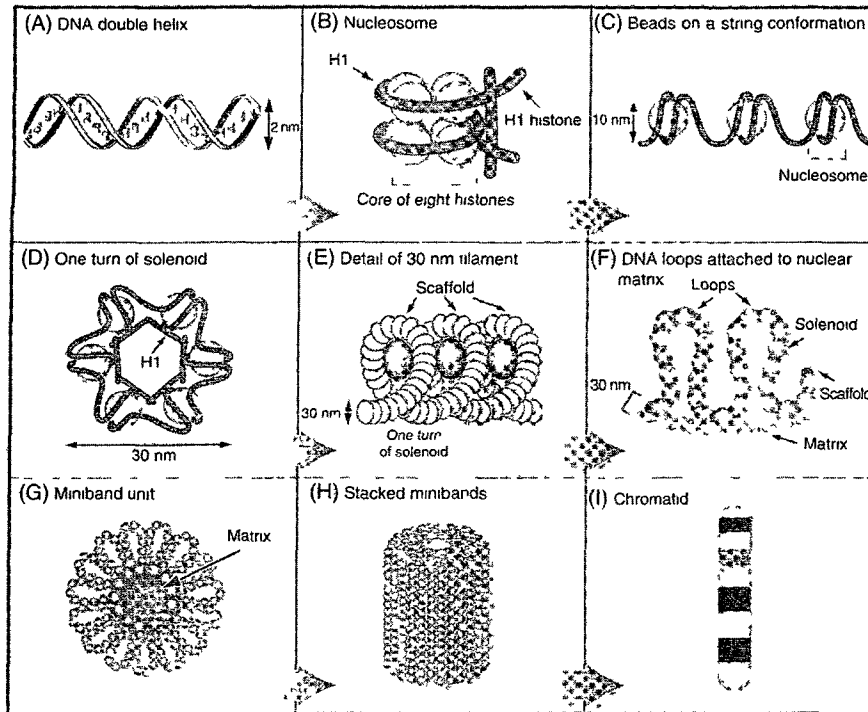 (A) DNA double helix
2 nm
(B) Nucleosome
H1
H1 histone
Core of eight histones
(C) Beads on a string conformation
10 nm
Nucleosome
(D) One turn of solenoid
H1
30 nm
(E) Detail of 30 nm filament
Scaffold
30 nm
One turn
of solenoid
(F) DNA loops attached to nuclear
matrix
Loops
Solenoid
30 nm
Scaffold
Matrix
(G) Miniband unit
Matrix
(H) Stacked minibands
(I) Chromatid